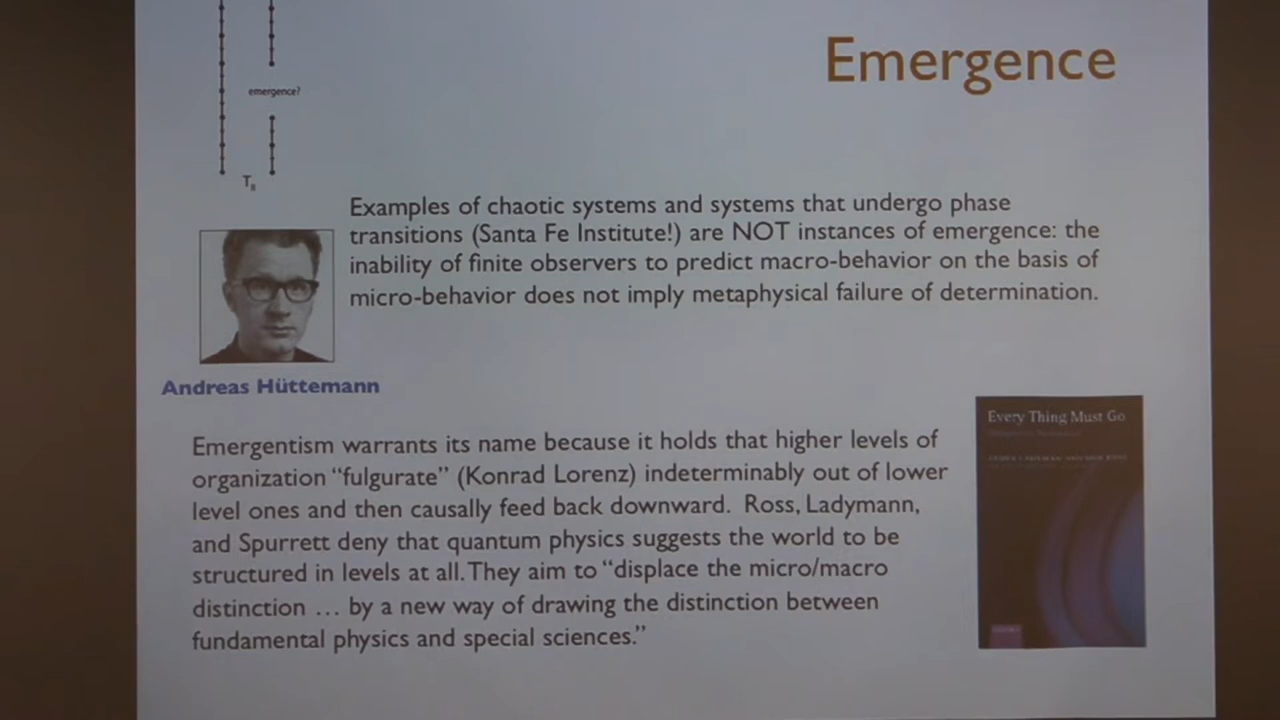 Emergence
emergence?
T
Examples of chaotic systems and systems that undergo phase
transitions (Santa Fe Institute!) are NOT instances of emergence: the
inability of finite observers to predict macro-behavior on the basis of
micro-behavior does not imply metaphysical failure of determination.
Andreas Hüttemann
Emergentism warrants its name because it holds that higher levels of
organization “fulgurate” (Konrad Lorenz) indeterminably out of lower
level ones and then causally feed back downward. Ross, Ladymann,
and Spurrett deny that quantum physics suggests the world to be
structured in levels at all. They aim to “displace the micro/macro
distinction … by a new way of drawing the distinction between
fundamental physics and special sciences.”
Every Thing Must Go